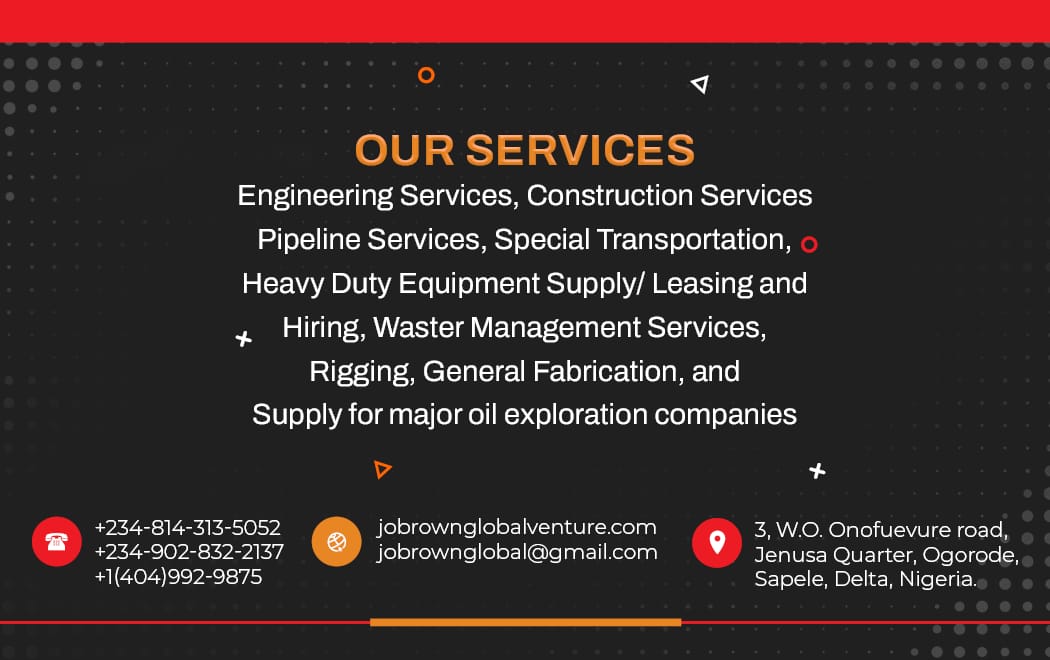 OUR SERVICES
Engineering Services, Construction Services
Pipeline Services, Special Transportation,
Heavy Duty Equipment Supply/ Leasing and
Hiring, Waster Management Services,
Rigging, General Fabrication, and
Supply for major oil exploration companies
+234-814-313-5052
+234-902-832-2137
+1(404)992-9875
jobrownglobalventure.com
jobrownglobal@gmail.com
3, W.O. Onofuevure road,
Jenusa Quarter, Ogorode,
Sapele, Delta, Nigeria.